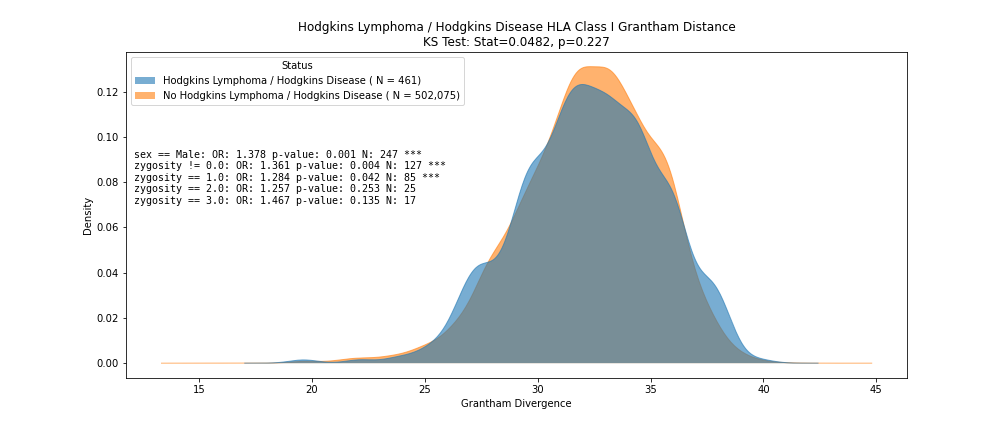 Hodgkins Lymphoma / Hodgkins Disease HLA Class I Grantham Distance
KS Test: Stat=0.0482, p=0.227
Status
Hodgkins Lymphoma / Hodgkins Disease ( N = 461)
No Hodgkins Lymphoma / Hodgkins Disease ( N = 502,075)
sex == Male: OR: 1.378 p-value: 0.001 N: 247 ***
zygosity != 0.0: OR: 1.361 p-value: 0.004 N: 127 ***
zygosity == 1.0: OR: 1.284 p-value: 0.042 N: 85 ***
zygosity == 2.0: OR: 1.257 p-value: 0.253 N: 25
zygosity == 3.0: OR: 1.467 p-value: 0.135 N: 17
Density
0.12
0.10
0.08
0.06
0.04
0.02
0.00
15 20 25 30 35 40 45
Grantham Divergence